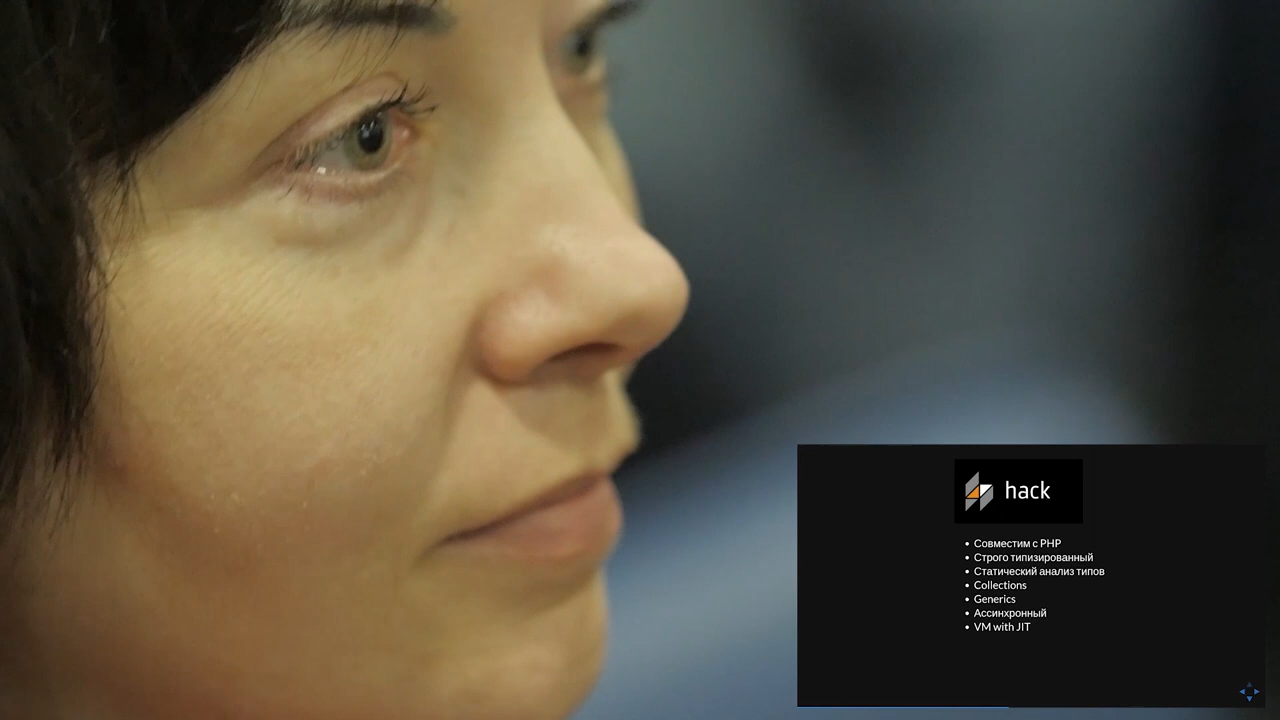 hack
Совместим с PHP
Строго типизированный
Статический анализ типов
Collections
Generics
Ассинхронный
VM with JIT